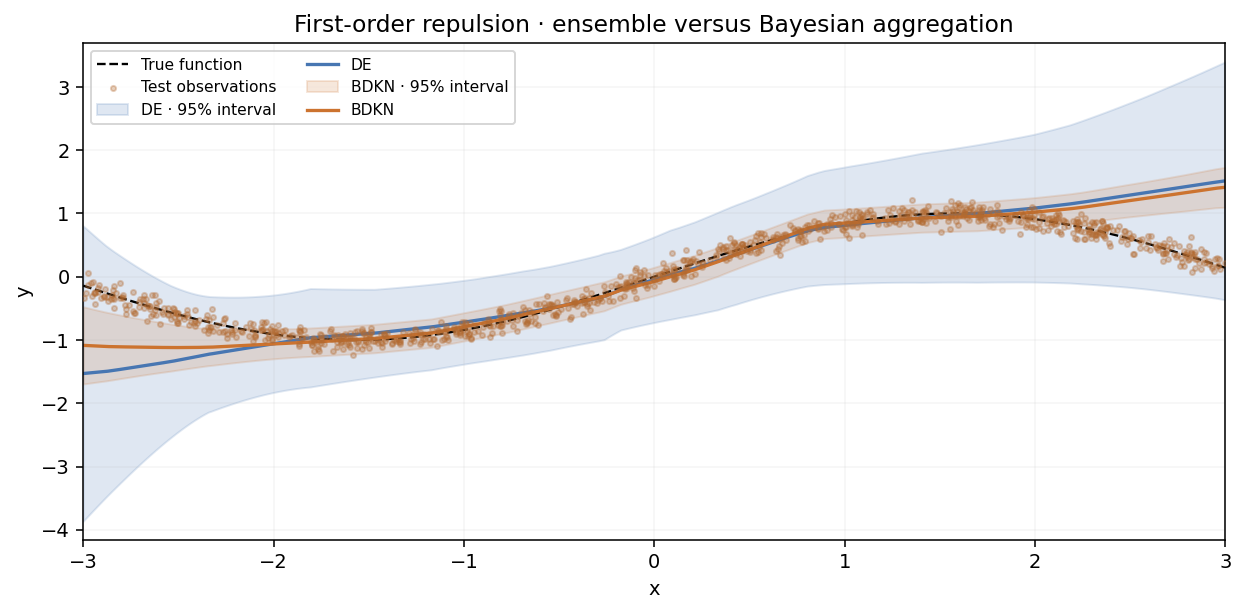 First-order repulsion · ensemble versus Bayesian aggregation
True function
Test observations
DE · 95% interval
DE
BDKN · 95% interval
BDKN
y
3
2
1
0
−1
−2
−3
−4
−3 −2 −1 0 1 2 3
x